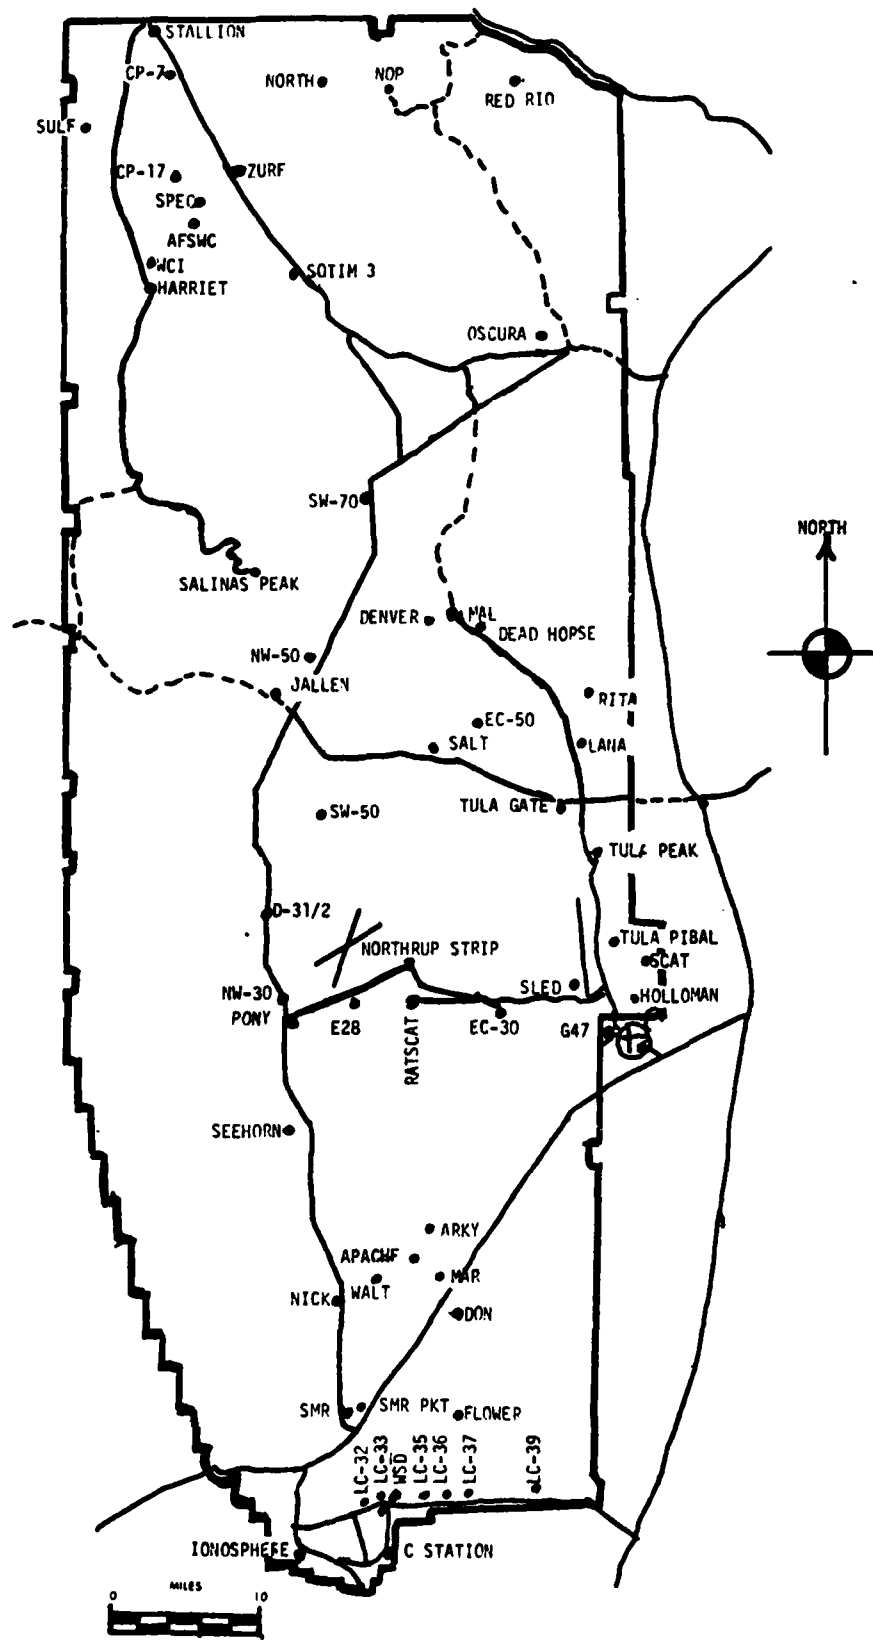 STALLION
CP-7
NORTH
NOP
RED RIO
SULF
CP-17
ZURF
SPEC
AFSWC
WCI
HARRIET
SOTIM 3
OSCURA
SW-70
NORTH
SALINAS PEAK
DENVER
MAL
DEAD HOPSE
NW-50
JALLEN
RITA
EC-50
SALT
LANA
SW-50
TULA GATE
TULA PEAK
D-31/2
NORTHRUP STRIP
TULA PIBAL
SCAT
NW-30
SLED
HOLLOMAN
PONY
E28
RATSCAT
EC-30
G47
SEEHORN
ARKY
APACHE
MAR
WALT
NICK
DON
SMR
SMR PKT
FLOWER
LC-32
LC-33
WSD
LC-35
LC-36
LC-37
LC-39
IONOSPHERE
C STATION
MILES
0 10